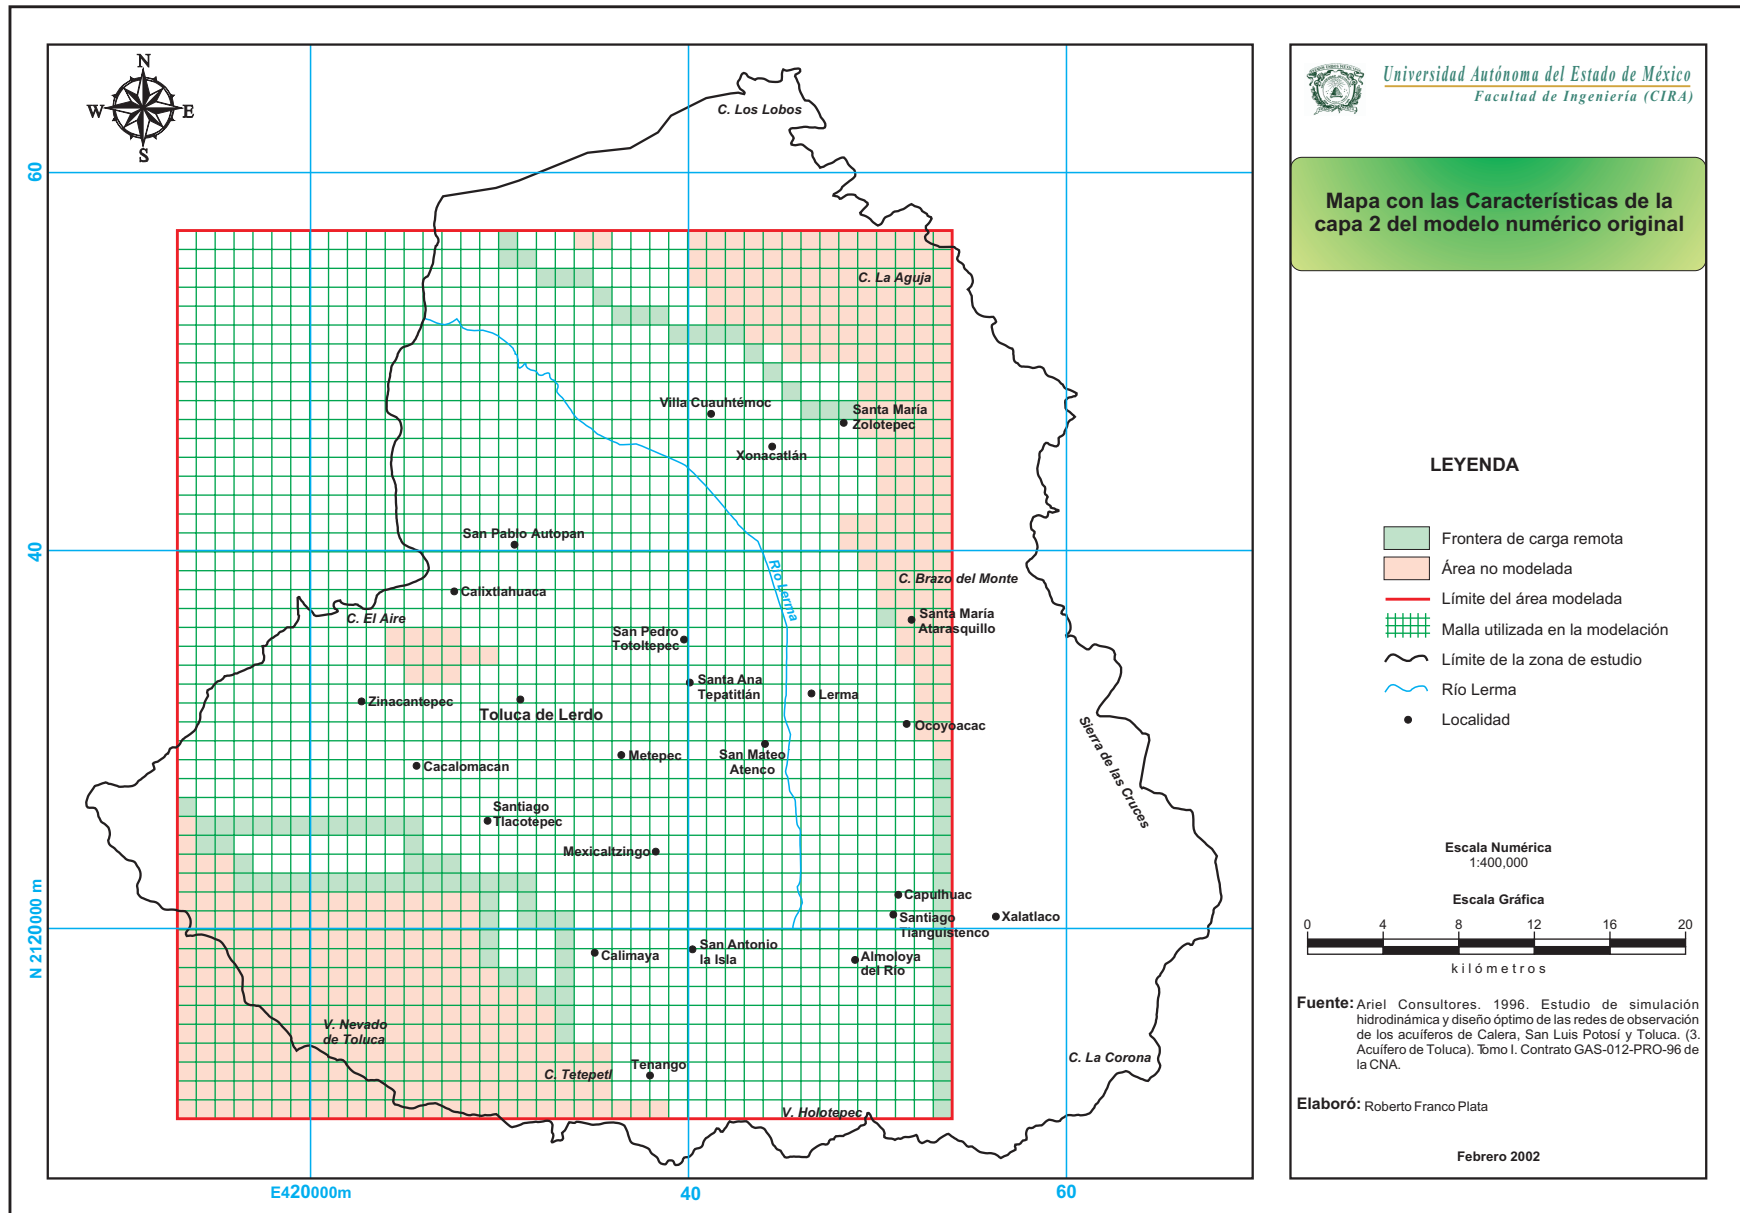 N
W
E
S
C. Los Lobos
60
C. La Aguja
Villa Cuauhtémoc
Santa María
Zolotepec
Xonacatlán
San Pablo Autopan
40
Río Lerma
C. Brazo del Monte
Calixtlahuaca
C. El Aire
Santa María
Atarasquillo
San Pedro
Totoltepec
Santa Ana
Tepatitlán
Lerma
Zinacantepec
Toluca de Lerdo
Ocoyoacac
Sierra de las Cruces
Metepec
San Mateo
Atenco
Cacalomacan
Santiago
Tlacotepec
Mexicaltzingo
Capulhuac
Santiago
Tianguistenco
Xalatlaco
N 2120000 m
San Antonio
la Isla
Calimaya
Almoloya
del Río
V. Nevado
de Toluca
C. La Corona
Tenango
C. Tetepetl
V. Holotepec
E420000m
40
60
Universidad Autónoma del Estado de México
Facultad de Ingeniería (CIRA)
Mapa con las Características de la
capa 2 del modelo numérico original
LEYENDA
Frontera de carga remota
Área no modelada
Límite del área modelada
Malla utilizada en la modelación
Límite de la zona de estudio
Río Lerma
Localidad
Escala Numérica
1:400,000
Escala Gráfica
0 4 8 12 16 20
kilómetros
Fuente: Ariel Consultores. 1996. Estudio de simulación
hidrodinámica y diseño óptimo de las redes de observación
de los acuíferos de Calera, San Luis Potosí y Toluca. (3.
Acuífero de Toluca). Tomo I. Contrato GAS-012-PRO-96 de
la CNA.
Elaboró: Roberto Franco Plata
Febrero 2002